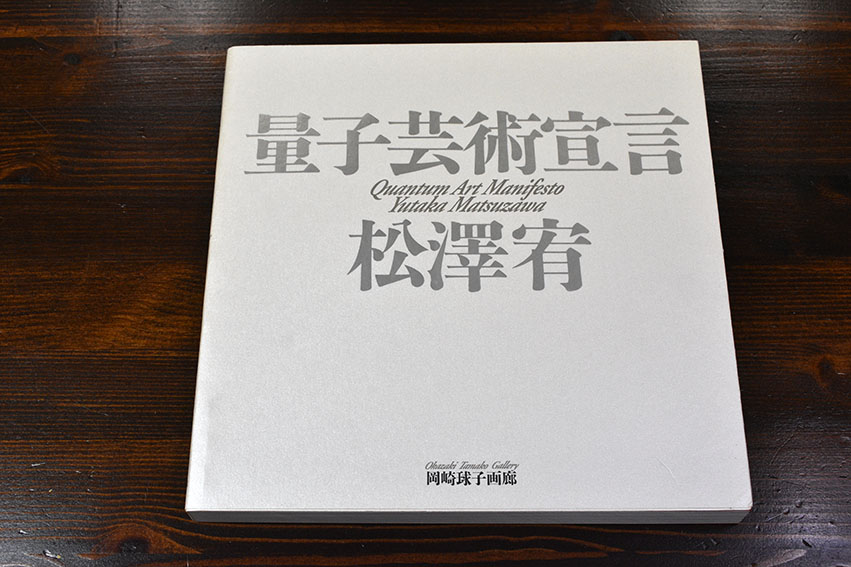 量子芸術宣言
Quantum Art Manifesto
Yutaka Matsuzawa
松澤宥
Okazaki Tamako Gallery
岡崎球子画廊